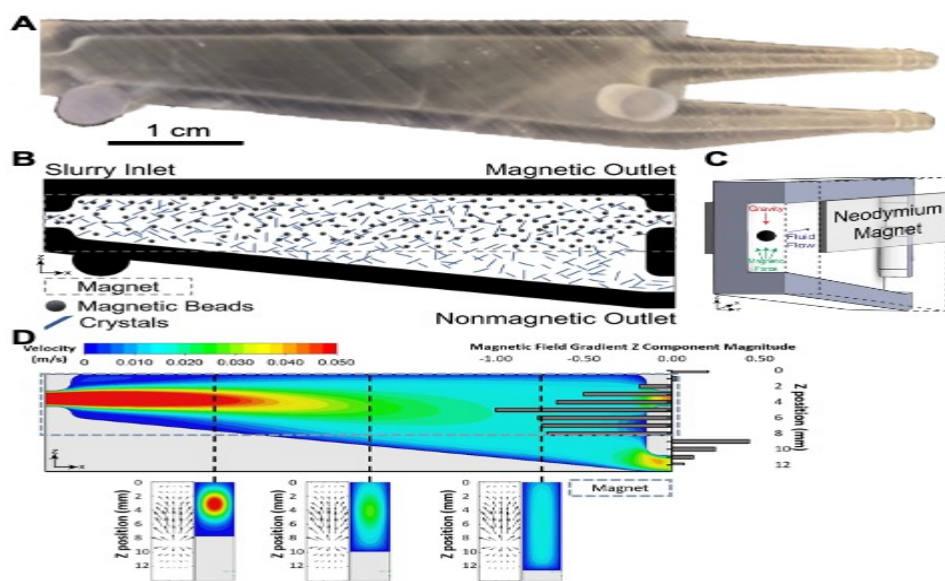 A
1 cm
B
Slurry Inlet
Magnetic Outlet
C
Gravity
Fluid
Flow
Magnetic
Force
Neodymium
Magnet
Z
X
Magnet
Magnetic Beads
Crystals
Nonmagnetic Outlet
D
Velocity
(m/s)
0 0.010 0.020 0.030 0.040 0.050
Magnetic Field Gradient Z Component Magnitude
-1.00 -0.50 0.00 0.50
0
2
4
6
8
10
12
Z position (mm)
Z
X
Magnet
Z position (mm)
0
2
4
6
8
10
12
Z position (mm)
0
2
4
6
8
10
12
Z position (mm)
0
2
4
6
8
10
12